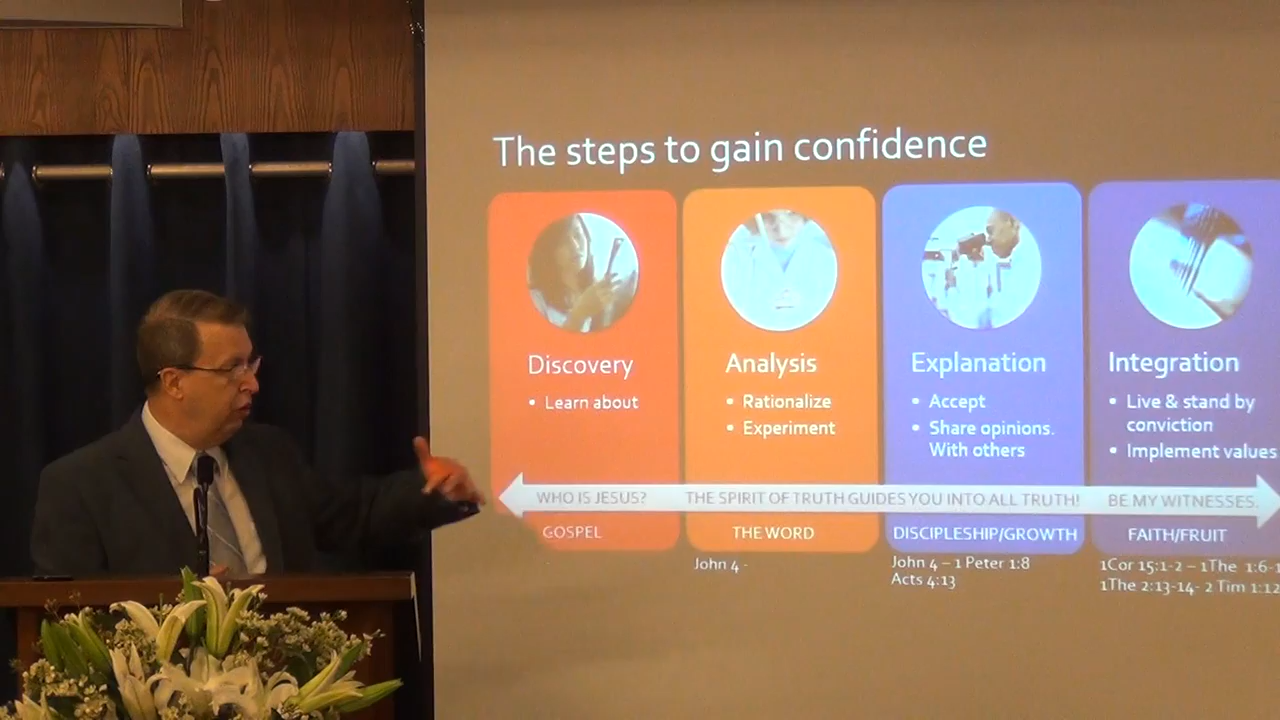 The steps to gain confidence
Discovery
• Learn about
Analysis
• Rationalize
• Experiment
Explanation
• Accept
• Share opinions.
With others
Integration
• Live & stand by
conviction
• Implement values
WHO IS JESUS? THE SPIRIT OF TRUTH GUIDES YOU INTO ALL TRUTH! BE MY WITNESSES.
GOSPEL
THE WORD
DISCIPLESHIP/GROWTH
FAITH/FRUIT
John 4 -
John 4 – 1 Peter 1:8
Acts 4:13
1Cor 15:1-2 – 1The 1:6-1
1The 2:13-14- 2 Tim 1:12